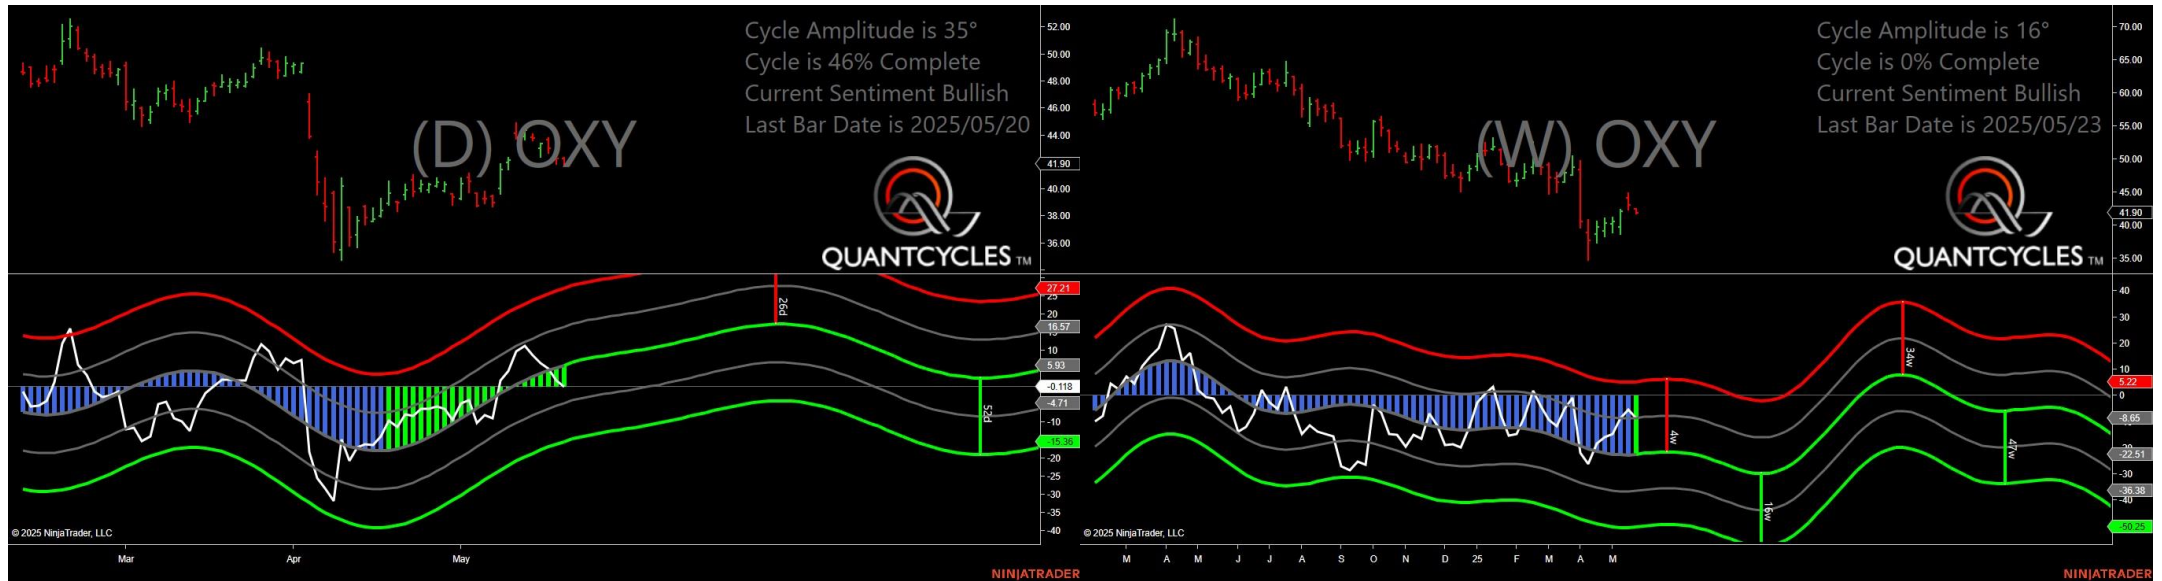 Cycle Amplitude is 35°
Cycle is 46% Complete
Current Sentiment Bullish
Last Bar Date is 2025/05/20
(D) OXY
QUANTCYCLES TM
52.00
50.00
48.00
46.00
44.00
41.90
40.00
38.00
36.00
26d
52d
27.21
25
20
16.57
10
5.93
-0.118
-4.71
-10
-15.36
-20
-25
-30
-35
-40
© 2025 NinjaTrader, LLC
Mar Apr May
NINJATRADER
Cycle Amplitude is 16°
Cycle is 0% Complete
Current Sentiment Bullish
Last Bar Date is 2025/05/23
(W) OXY
QUANTCYCLES TM
70.00
65.00
60.00
55.00
50.00
45.00
41.90
40.00
35.00
4w
16w
34w
47w
40
30
20
10
5.22
0
-8.65
-22.51
-30
-36.38
-40
-50.25
© 2025 NinjaTrader, LLC
M A M J J A S O N D 25 F M A M
NINJATRADER